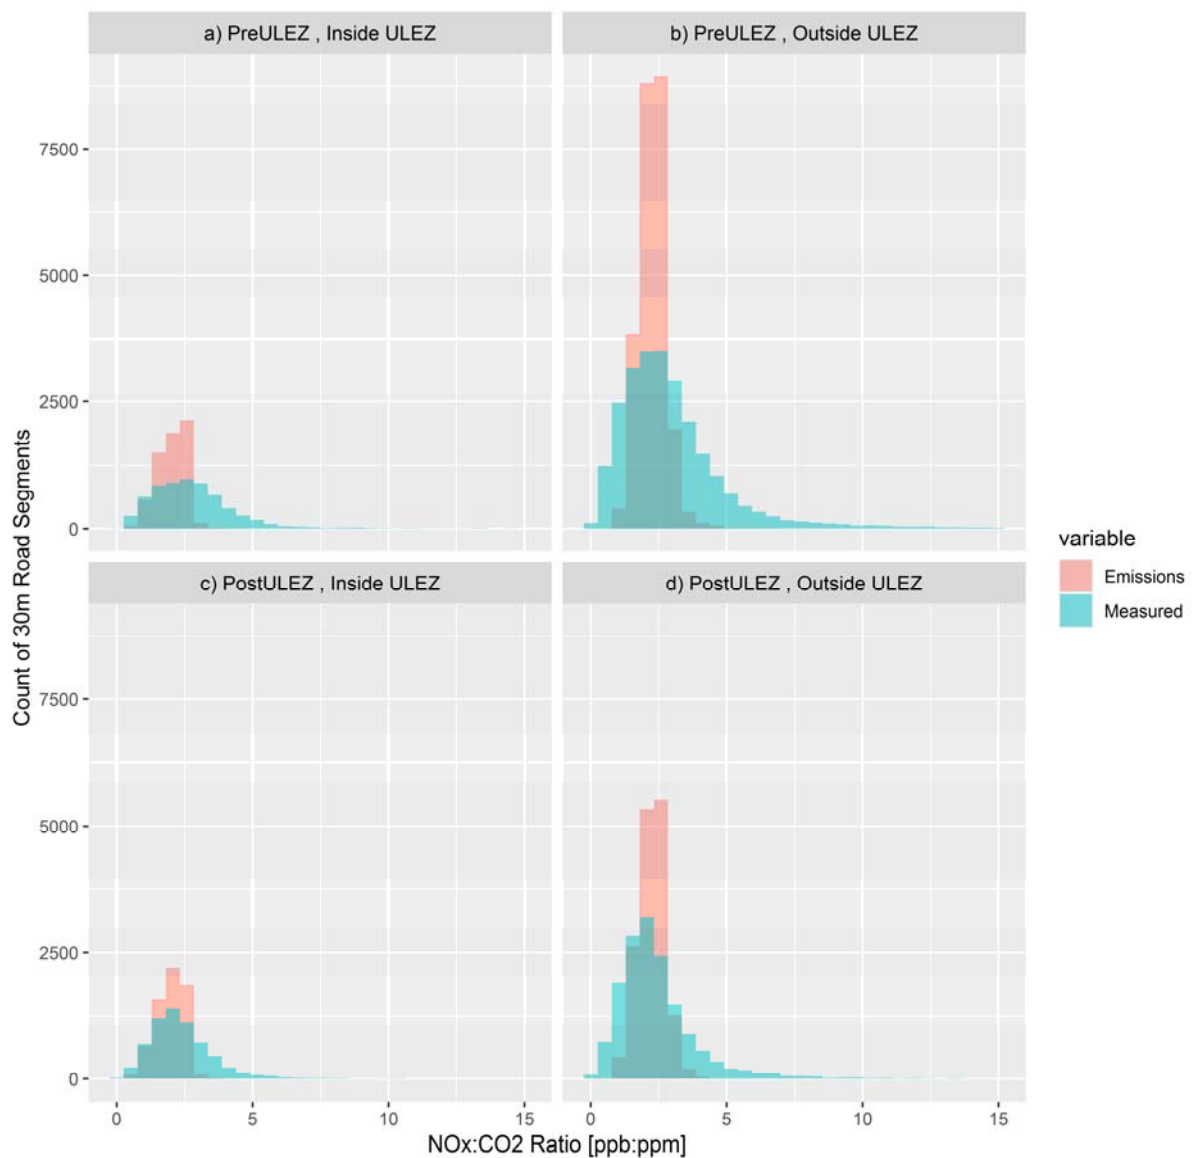 a) PreULEZ , Inside ULEZ
b) PreULEZ , Outside ULEZ
7500
5000
2500
0
c) PostULEZ , Inside ULEZ
d) PostULEZ , Outside ULEZ
7500
5000
2500
0
0 5 10 15
0 5 10 15
Count of 30m Road Segments
NOx:CO2 Ratio [ppb:ppm]
variable
Emissions
Measured